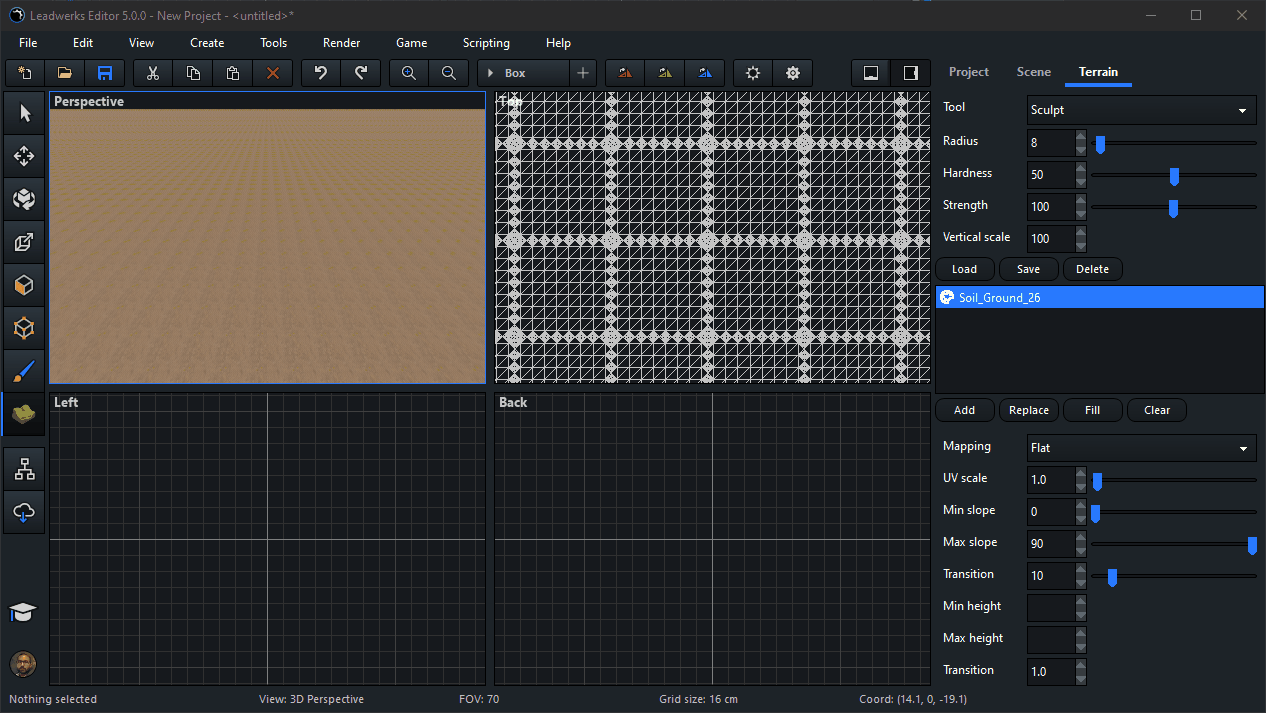 Leadwerks Editor 5.0.0 - New Project - <untitled>*
File Edit View Create Tools Render Game Scripting Help
Box
Project Scene Terrain
Perspective
Top
Left
Back
Tool Sculpt
Radius 8
Hardness 50
Strength 100
Vertical scale 100
Load Save Delete
Soil_Ground_26
Add Replace Fill Clear
Mapping Flat
UV scale 1.0
Min slope 0
Max slope 90
Transition 10
Min height
Max height
Transition 1.0
Nothing selected View: 3D Perspective FOV: 70 Grid size: 16 cm Coord: (14.1, 0, -19.1)